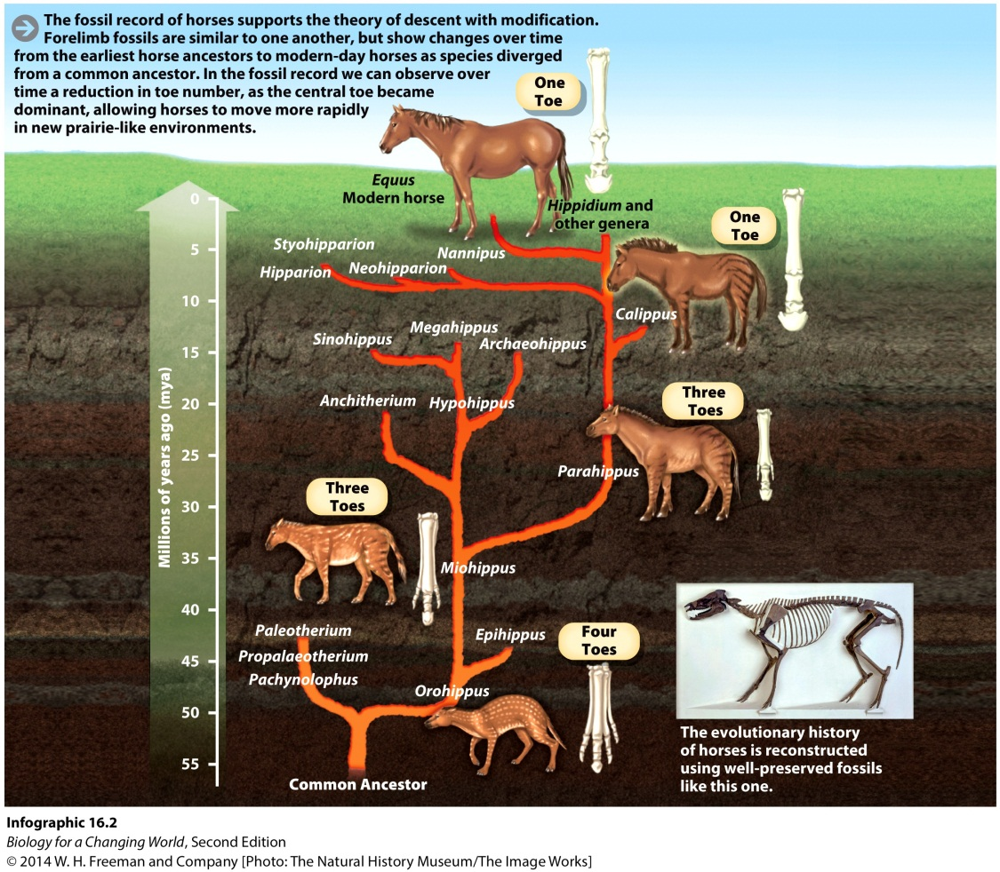 The fossil record of horses supports the theory of descent with modification.
Forelimb fossils are similar to one another, but show changes over time
from the earliest horse ancestors to modern-day horses as species diverged
from a common ancestor. In the fossil record we can observe over
time a reduction in toe number, as the central toe became
dominant, allowing horses to move more rapidly
in new prairie-like environments.
One
Toe
Equus
Modern horse
Hippidium and
other genera
One
Toe
0
5
10
15
20
25
30
35
40
45
50
55
Millions of years ago (mya)
Styohipparion
Nannipus
Hipparion
Neohipparion
Calippus
Megahippus
Sinohippus
Archaeohippus
Anchitherium
Hypohippus
Three
Toes
Parahippus
Three
Toes
Miohippus
Paleotherium
Epihippus
Four
Toes
Propalaeotherium
Pachynolophus
Orohippus
Common Ancestor
The evolutionary history
of horses is reconstructed
using well-preserved fossils
like this one.
Infographic 16.2
Biology for a Changing World, Second Edition
© 2014 W. H. Freeman and Company [Photo: The Natural History Museum/The Image Works]